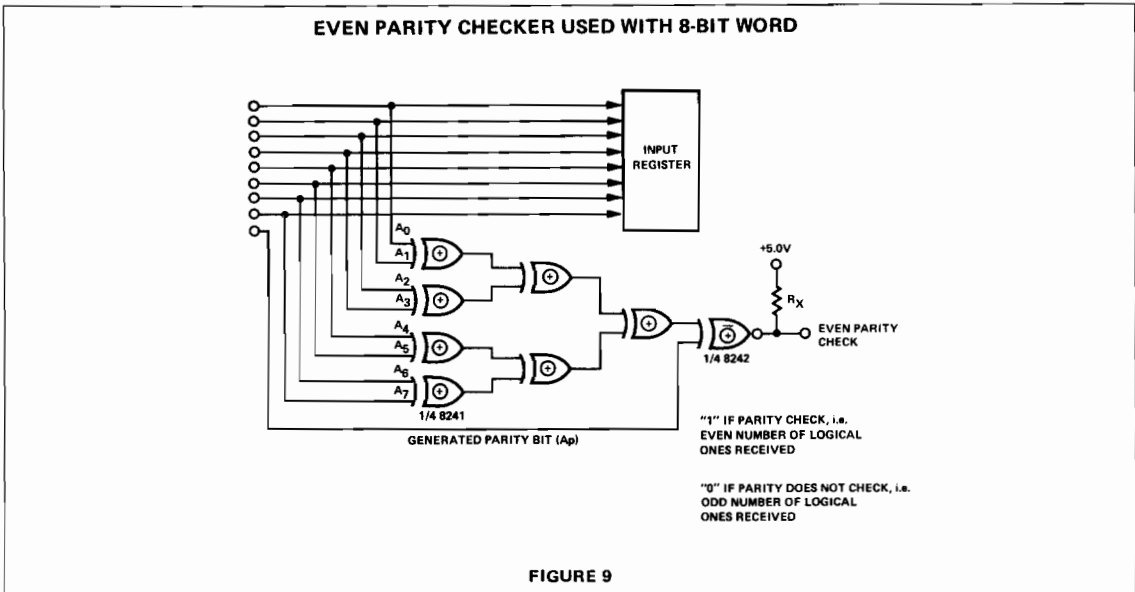 EVEN PARITY CHECKER USED WITH 8-BIT WORD
INPUT
REGISTER
A0
A1
A2
A3
A4
A5
A6
A7
1/4 8241
+5.0V
RX
EVEN PARITY
CHECK
1/4 8242
GENERATED PARITY BIT (Ap)
"1" IF PARITY CHECK, i.e.
EVEN NUMBER OF LOGICAL
ONES RECEIVED
"0" IF PARITY DOES NOT CHECK, i.e.
ODD NUMBER OF LOGICAL
ONES RECEIVED
FIGURE 9